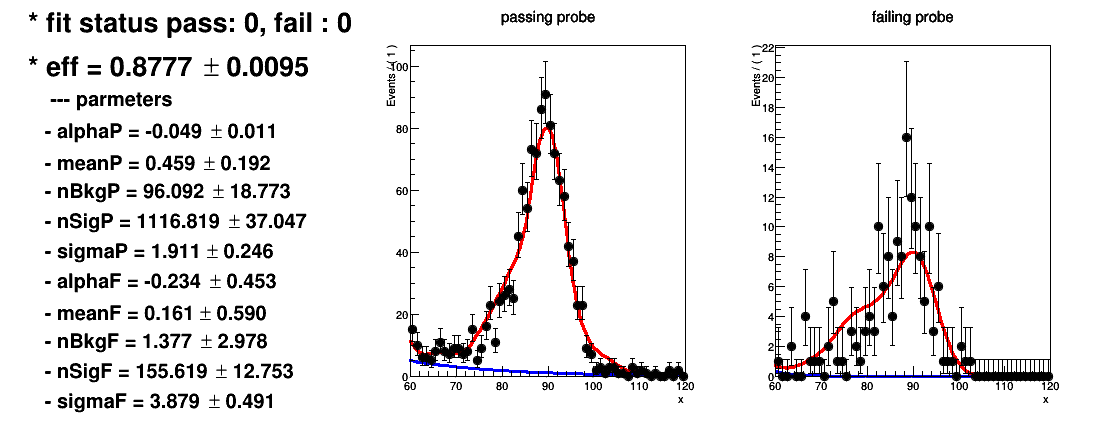 * fit status pass: 0, fail : 0
* eff = 0.8777 ± 0.0095
--- parmeters
- alphaP = -0.049 ± 0.011
- meanP = 0.459 ± 0.192
- nBkgP = 96.092 ± 18.773
- nSigP = 1116.819 ± 37.047
- sigmaP = 1.911 ± 0.246
- alphaF = -0.234 ± 0.453
- meanF = 0.161 ± 0.590
- nBkgF = 1.377 ± 2.978
- nSigF = 155.619 ± 12.753
- sigmaF = 3.879 ± 0.491
passing probe
Events / ( 1 )
100
80
60
40
20
0
60 70 80 90 100 110 120
x
failing probe
Events / ( 1 )
22
20
18
16
14
12
10
8
6
4
2
0
60 70 80 90 100 110 120
x